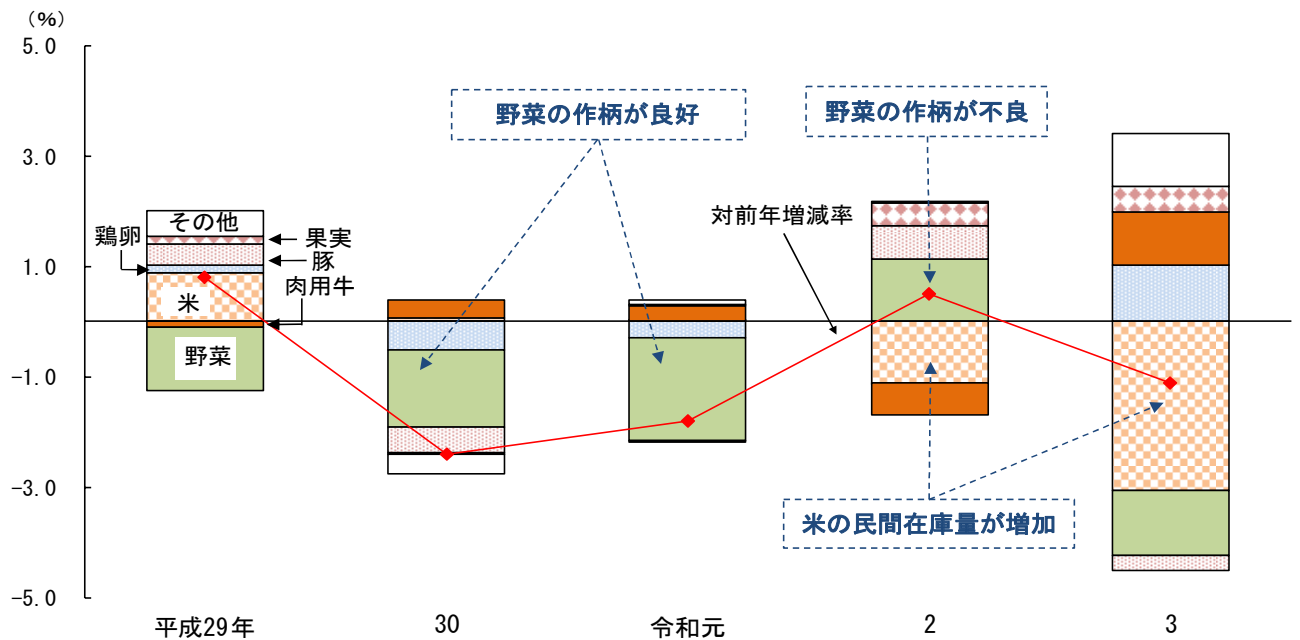 （%）
5.0
3.0
1.0
-1.0
-3.0
-5.0
野菜の作柄が良好
野菜の作柄が不良
対前年増減率
その他
鶏卵
果実
豚
肉用牛
米
野菜
米の民間在庫量が増加
平成29年
30
令和元
2
3